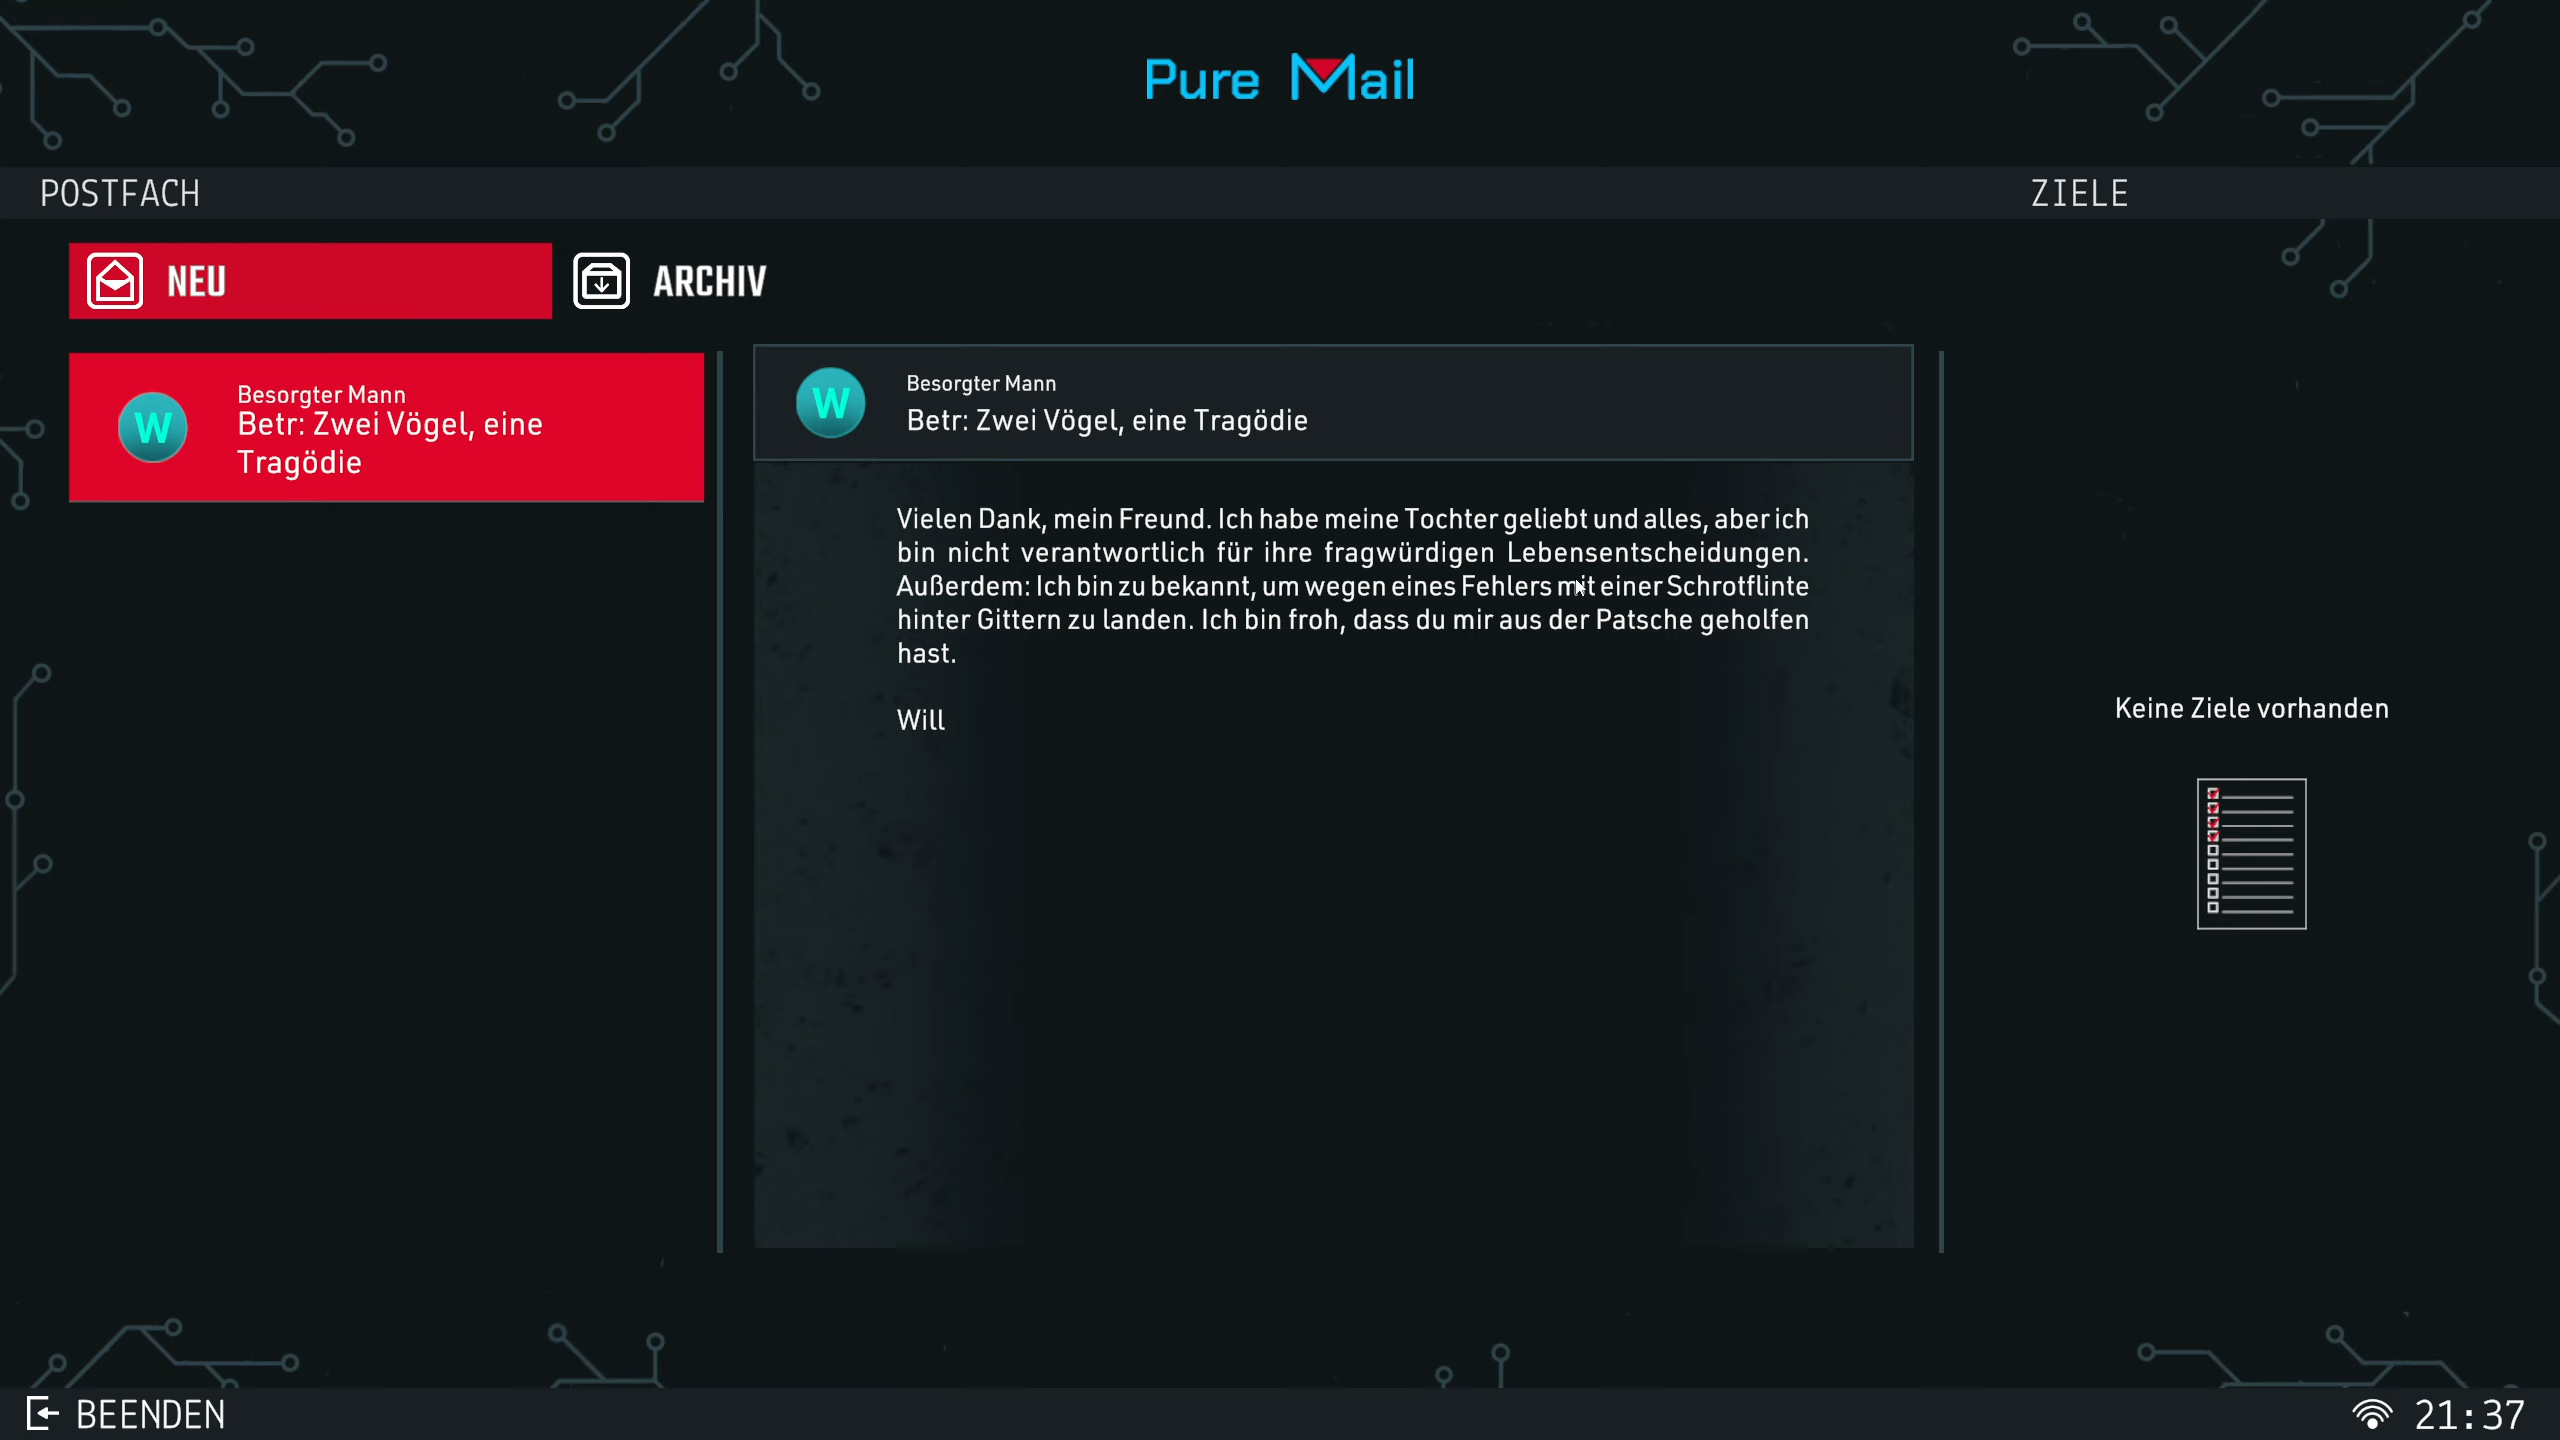 Pure Mail
POSTFACH
ZIELE
NEU
ARCHIV
W
Besorgter Mann
Betr: Zwei Vögel, eine
Tragödie
W
Besorgter Mann
Betr: Zwei Vögel, eine Tragödie
Vielen Dank, mein Freund. Ich habe meine Tochter geliebt und alles, aber ich
bin nicht verantwortlich für ihre fragwürdigen Lebensentscheidungen.
Außerdem: Ich bin zu bekannt, um wegen eines Fehlers mit einer Schrotflinte
hinter Gittern zu landen. Ich bin froh, dass du mir aus der Patsche geholfen
hast.
Will
Keine Ziele vorhanden
BEENDEN
21:37